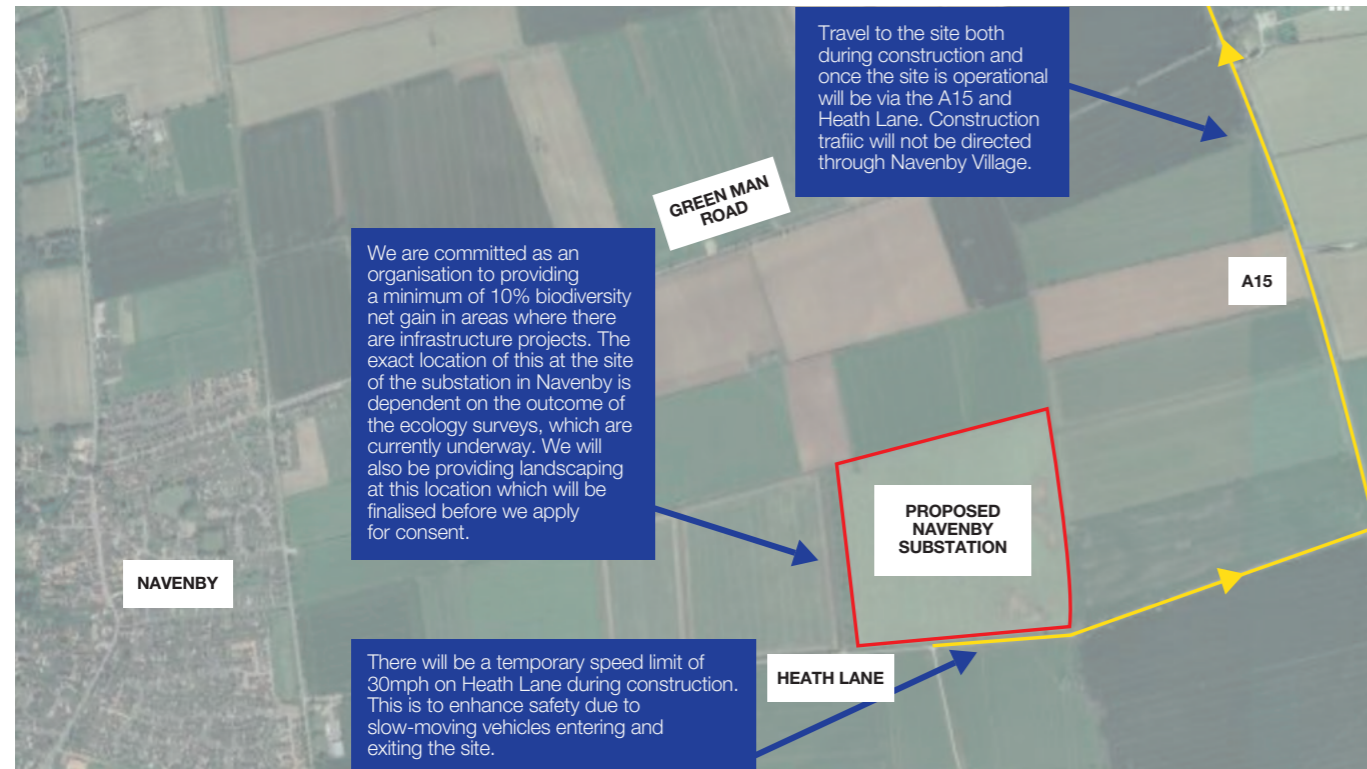 Travel to the site both
during construction and
once the site is operational
will be via the A15 and
Heath Lane. Construction
trafiic will not be directed
through Navenby Village.
GREEN MAN
ROAD
We are committed as an
organisation to providing
a minimum of 10% biodiversity
net gain in areas where there
are infrastructure projects. The
exact location of this at the site
of the substation in Navenby is
dependent on the outcome of
the ecology surveys, which are
currently underway. We will
also be providing landscaping
at this location which will be
finalised before we apply
for consent.
A15
PROPOSED
NAVENBY
SUBSTATION
NAVENBY
There will be a temporary speed limit of
30mph on Heath Lane during construction.
This is to enhance safety due to
slow-moving vehicles entering and
exiting the site.
HEATH LANE